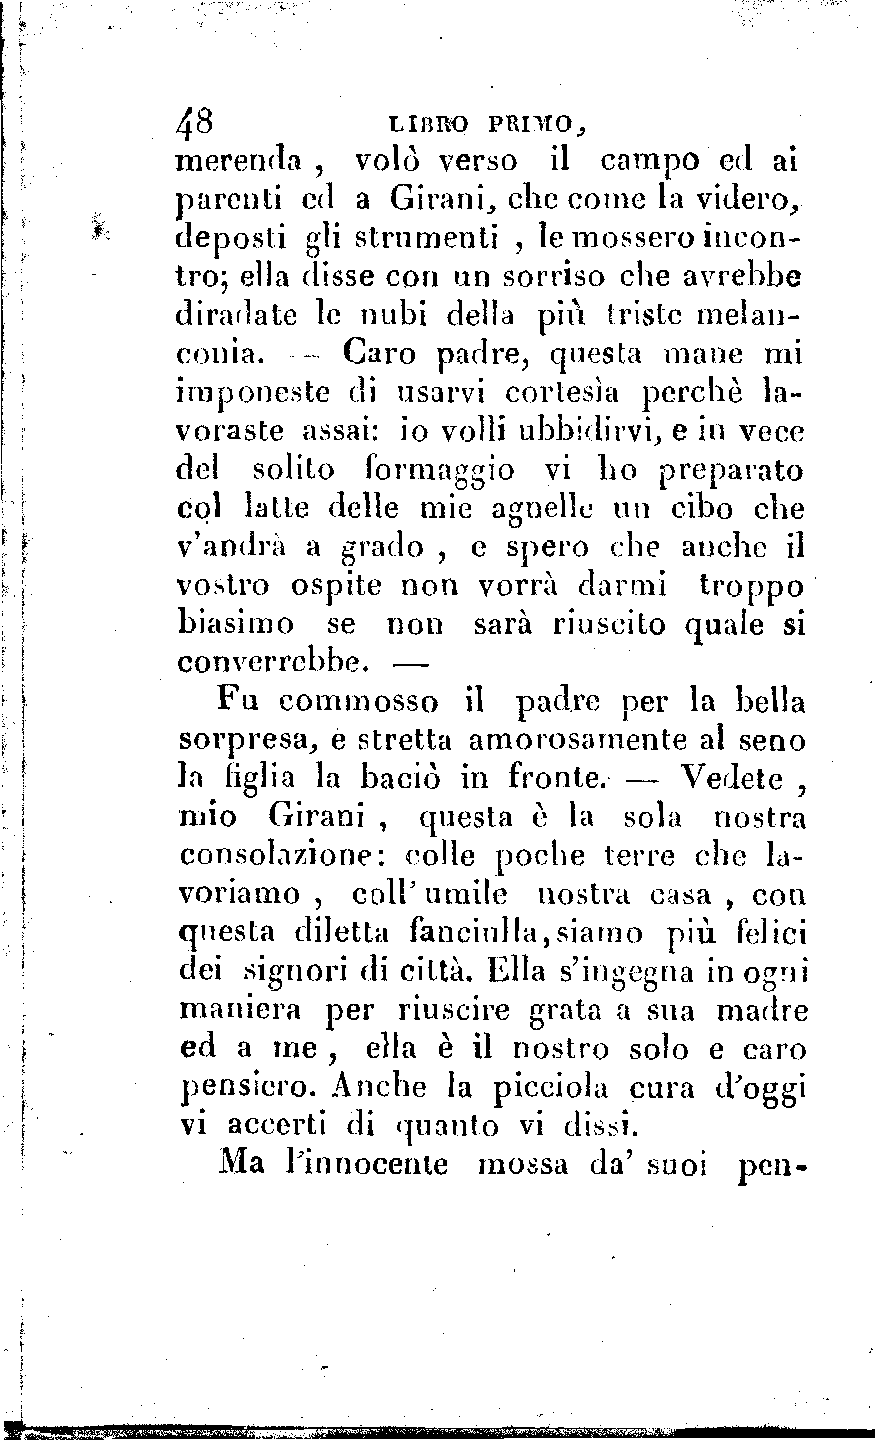 48 LIBRO PRIMO,
merenda , volò verso il campo ed ai
parenti ed a Girani, che come la videro,
deposti gli strumenti , le mossero incon-
tro; ella disse con un sorriso che avrebbe
diradate le nubi della più triste melan-
conia. — Caro padre, questa mane mi
imponeste di usarvi cortesìa perchè la-
voraste assai: io volli ubbidirvi, e in vece
del solito formaggio vi ho preparato
col latte delle mie agnelle un cibo che
v'andrà a grado , e spero che anche il
vostro ospite non vorrà darmi troppo
biasimo se non sarà riuscito quale si
converrebbe. —
Fu commosso il padre per la bella
sorpresa, e stretta amorosamente al seno
la figlia la baciò in fronte. — Vedete ,
mio Girani , questa è la sola nostra
consolazione: colle poche terre che la-
voriamo , coll' umile nostra casa , con
questa diletta fanciulla, siamo più felici
dei signori di città. Ella s'ingegna in ogni
maniera per riuscire grata a sua madre
ed a me , ella è il nostro solo e caro
pensiero. Anche la picciola cura d'oggi
vi accerti di quanto vi dissi.
Ma l'innocente mossa da' suoi pen-